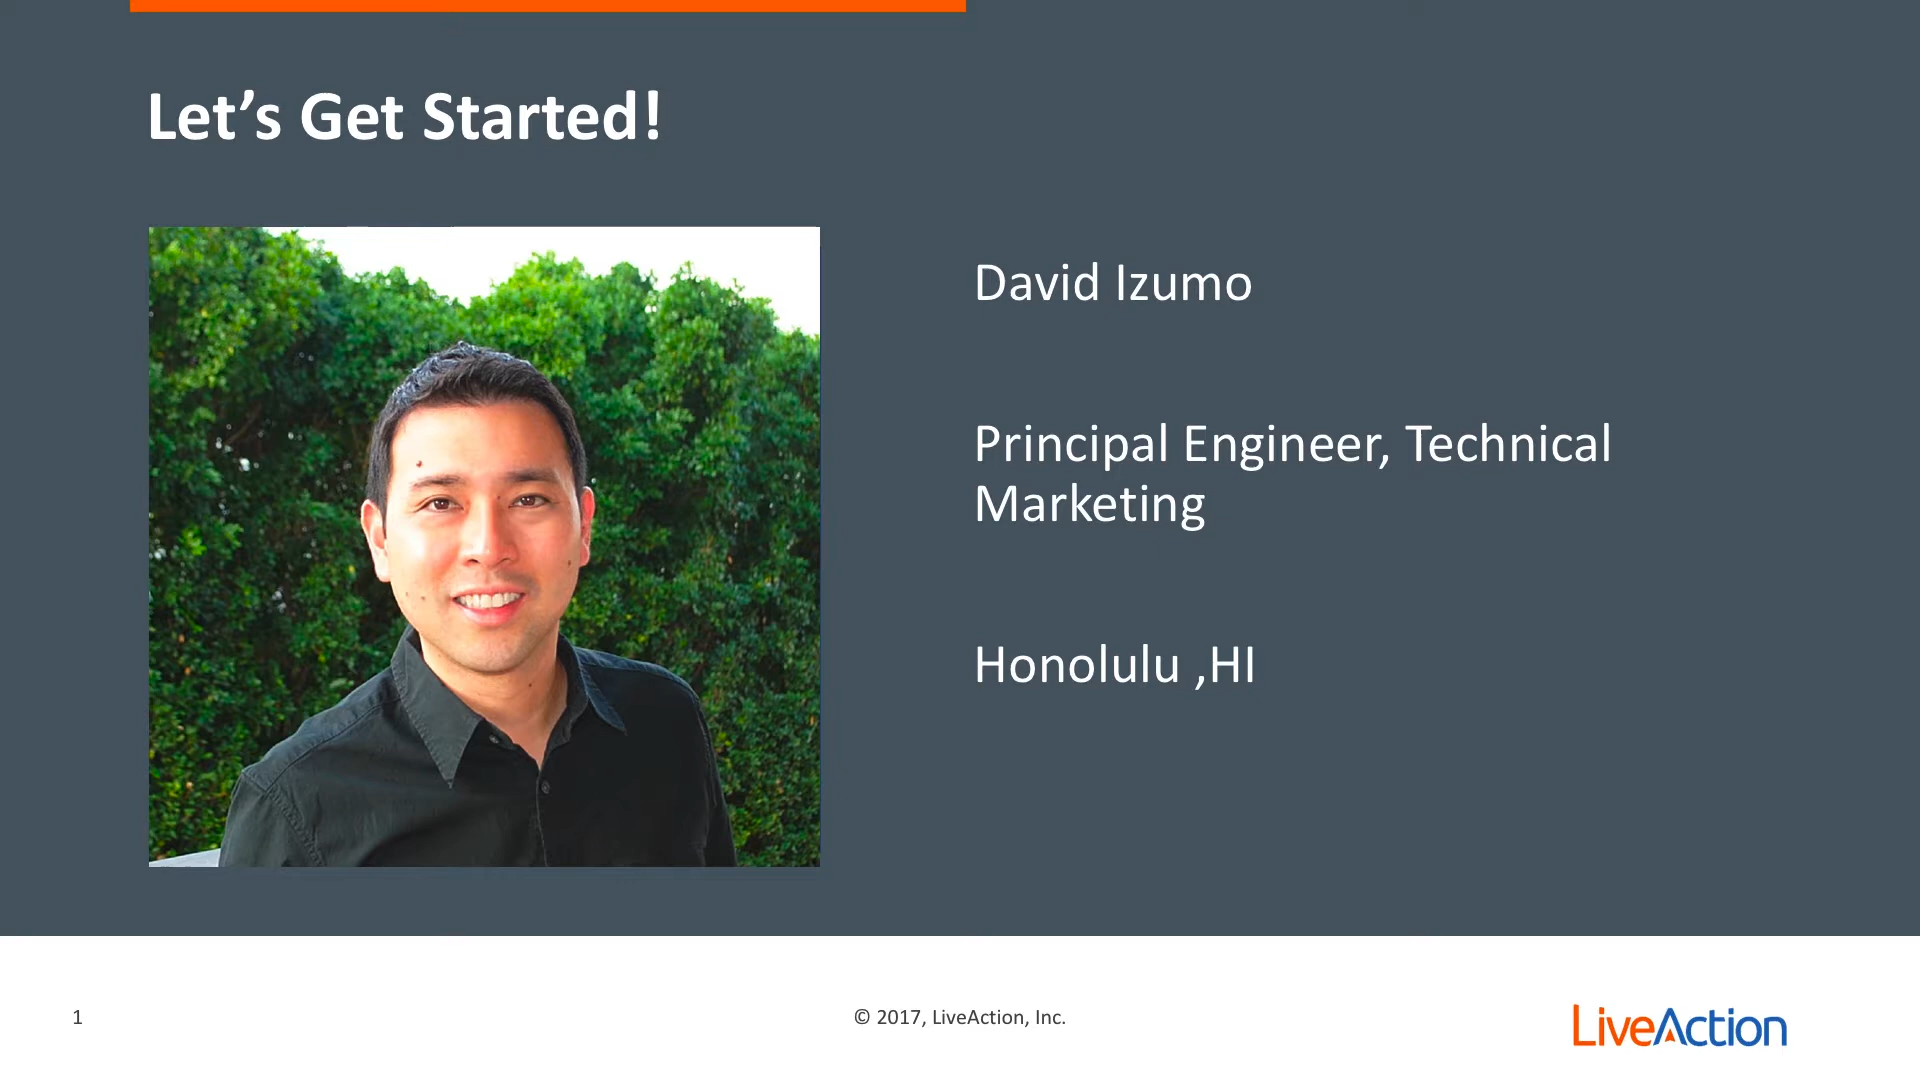 Let’s Get Started!
David Izumo
Principal Engineer, Technical
Marketing
Honolulu ,HI
1
© 2017, LiveAction, Inc.
LiveAction